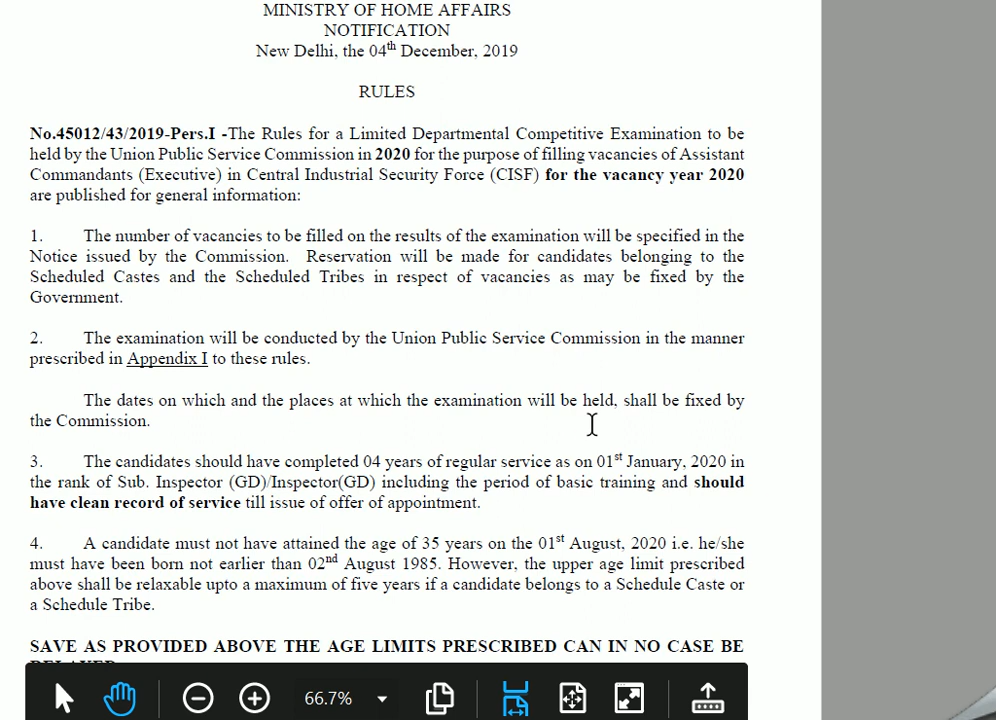 MINISTRY OF HOME AFFAIRS
NOTIFICATION
New Delhi, the 04th December, 2019
RULES
No.45012/43/2019-Pers.I -The Rules for a Limited Departmental Competitive Examination to be
held by the Union Public Service Commission in 2020 for the purpose of filling vacancies of Assistant
Commandants (Executive) in Central Industrial Security Force (CISF) for the vacancy year 2020
are published for general information:
1. The number of vacancies to be filled on the results of the examination will be specified in the
Notice issued by the Commission. Reservation will be made for candidates belonging to the
Scheduled Castes and the Scheduled Tribes in respect of vacancies as may be fixed by the
Government.
2. The examination will be conducted by the Union Public Service Commission in the manner
prescribed in Appendix I to these rules.
The dates on which and the places at which the examination will be held, shall be fixed by
the Commission.
3. The candidates should have completed 04 years of regular service as on 01st January, 2020 in
the rank of Sub. Inspector (GD)/Inspector(GD) including the period of basic training and should
have clean record of service till issue of offer of appointment.
4. A candidate must not have attained the age of 35 years on the 01st August, 2020 i.e. he/she
must have been born not earlier than 02nd August 1985. However, the upper age limit prescribed
above shall be relaxable upto a maximum of five years if a candidate belongs to a Schedule Caste or
a Schedule Tribe.
SAVE AS PROVIDED ABOVE THE AGE LIMITS PRESCRIBED CAN IN NO CASE BE
66.7%